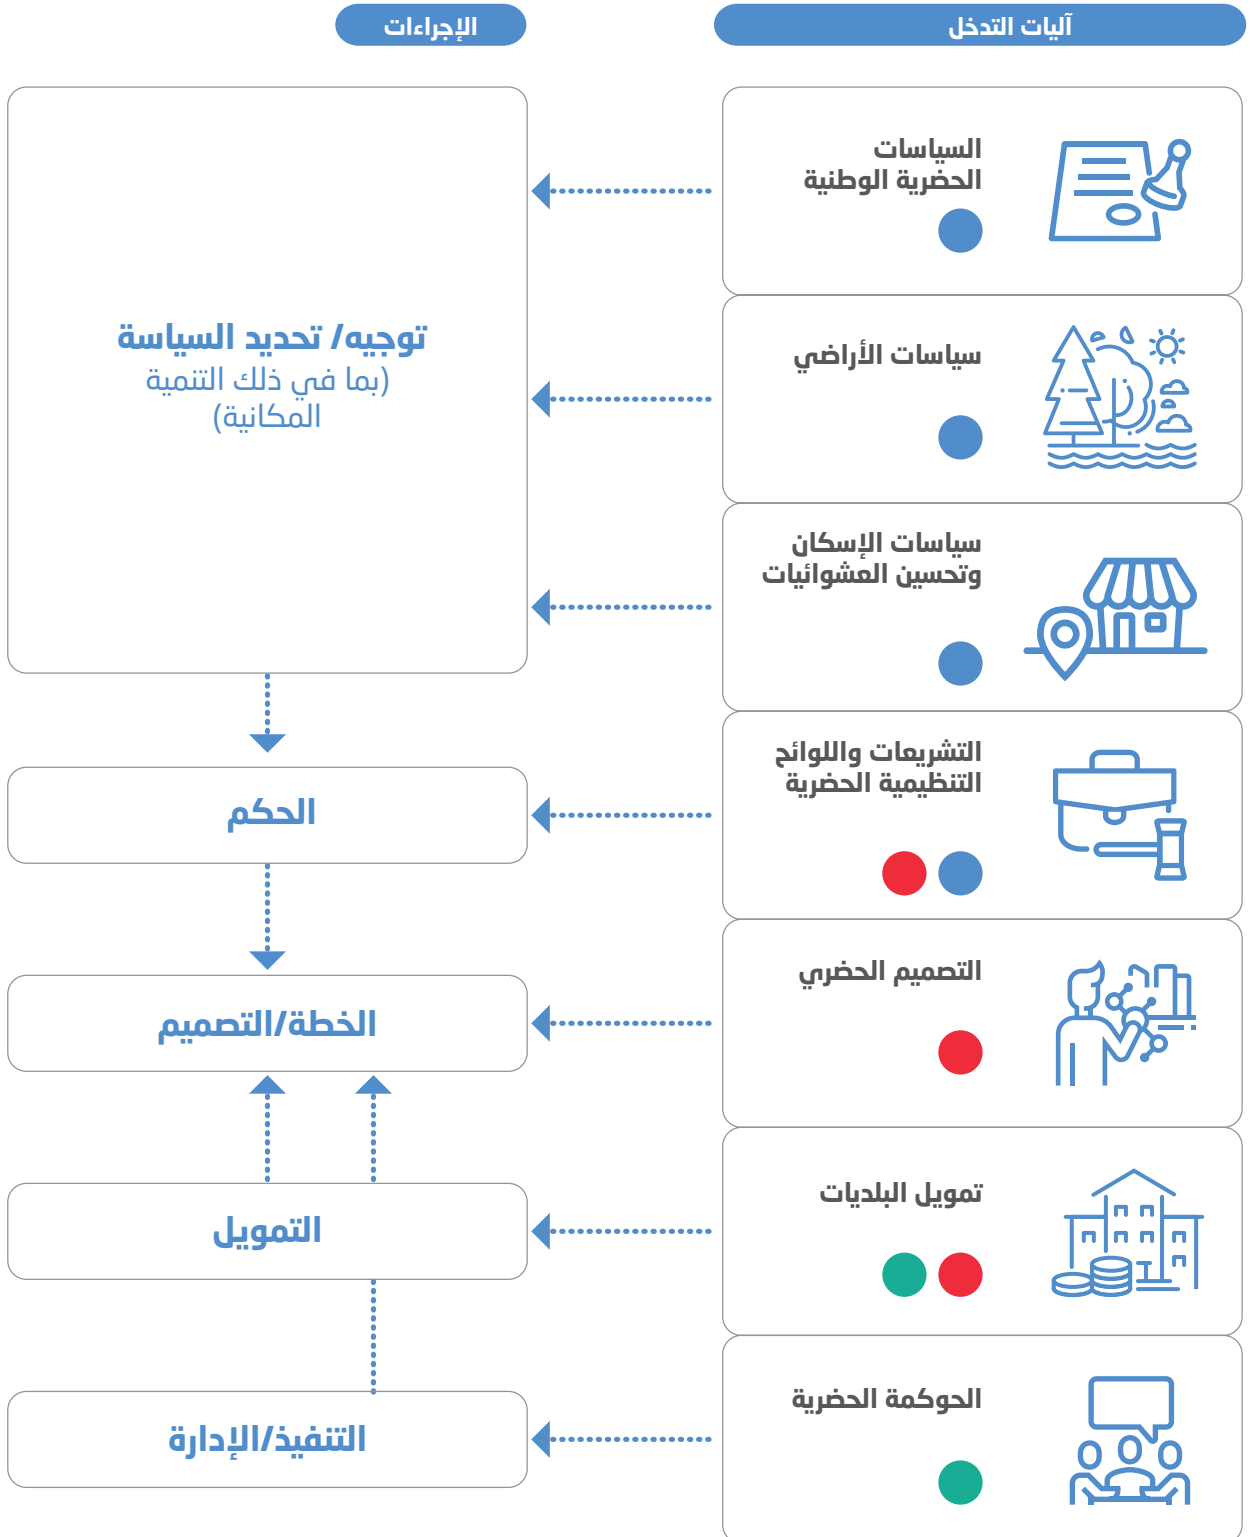 آليات التدخل
الإجراءات
السياسات
الحضرية الوطنية
سياسات الأراضي
سياسات الإسكان
وتحسين العشوائيات
التشريعات واللوائح
التنظيمية الحضرية
التصميم الحضري
تمويل البلديات
الحوكمة الحضرية
توجيه/ تحديد السياسة
(بما في ذلك التنمية
المكانية)
الحكم
الخطة/التصميم
التمويل
التنفيذ/الإدارة